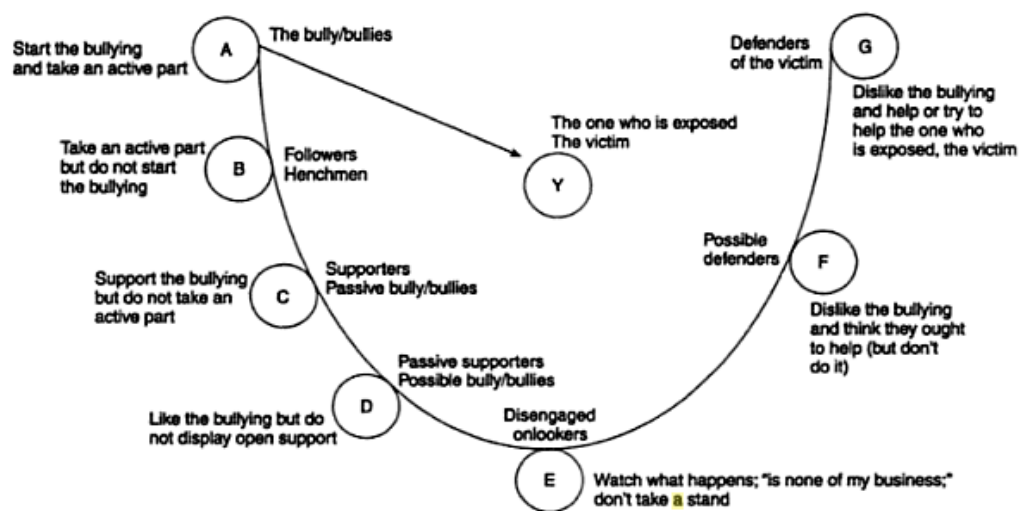 A
The bully/bullies
Start the bullying
and take an active part
B
Followers
Henchmen
Take an active part
but do not start
the bullying
C
Supporters
Passive bully/bullies
Support the bullying
but do not take an
active part
D
Passive supporters
Possible bully/bullies
Like the bullying but do
not display open support
E
Disengaged
onlookers
Watch what happens; "is none of my business;"
don't take a stand
F
Possible
defenders
Dislike the bullying
and think they ought
to help (but don't
do it)
G
Defenders
of the victim
Dislike the bullying
and help or try to
help the one who
is exposed, the victim
The one who is exposed
The victim
Y